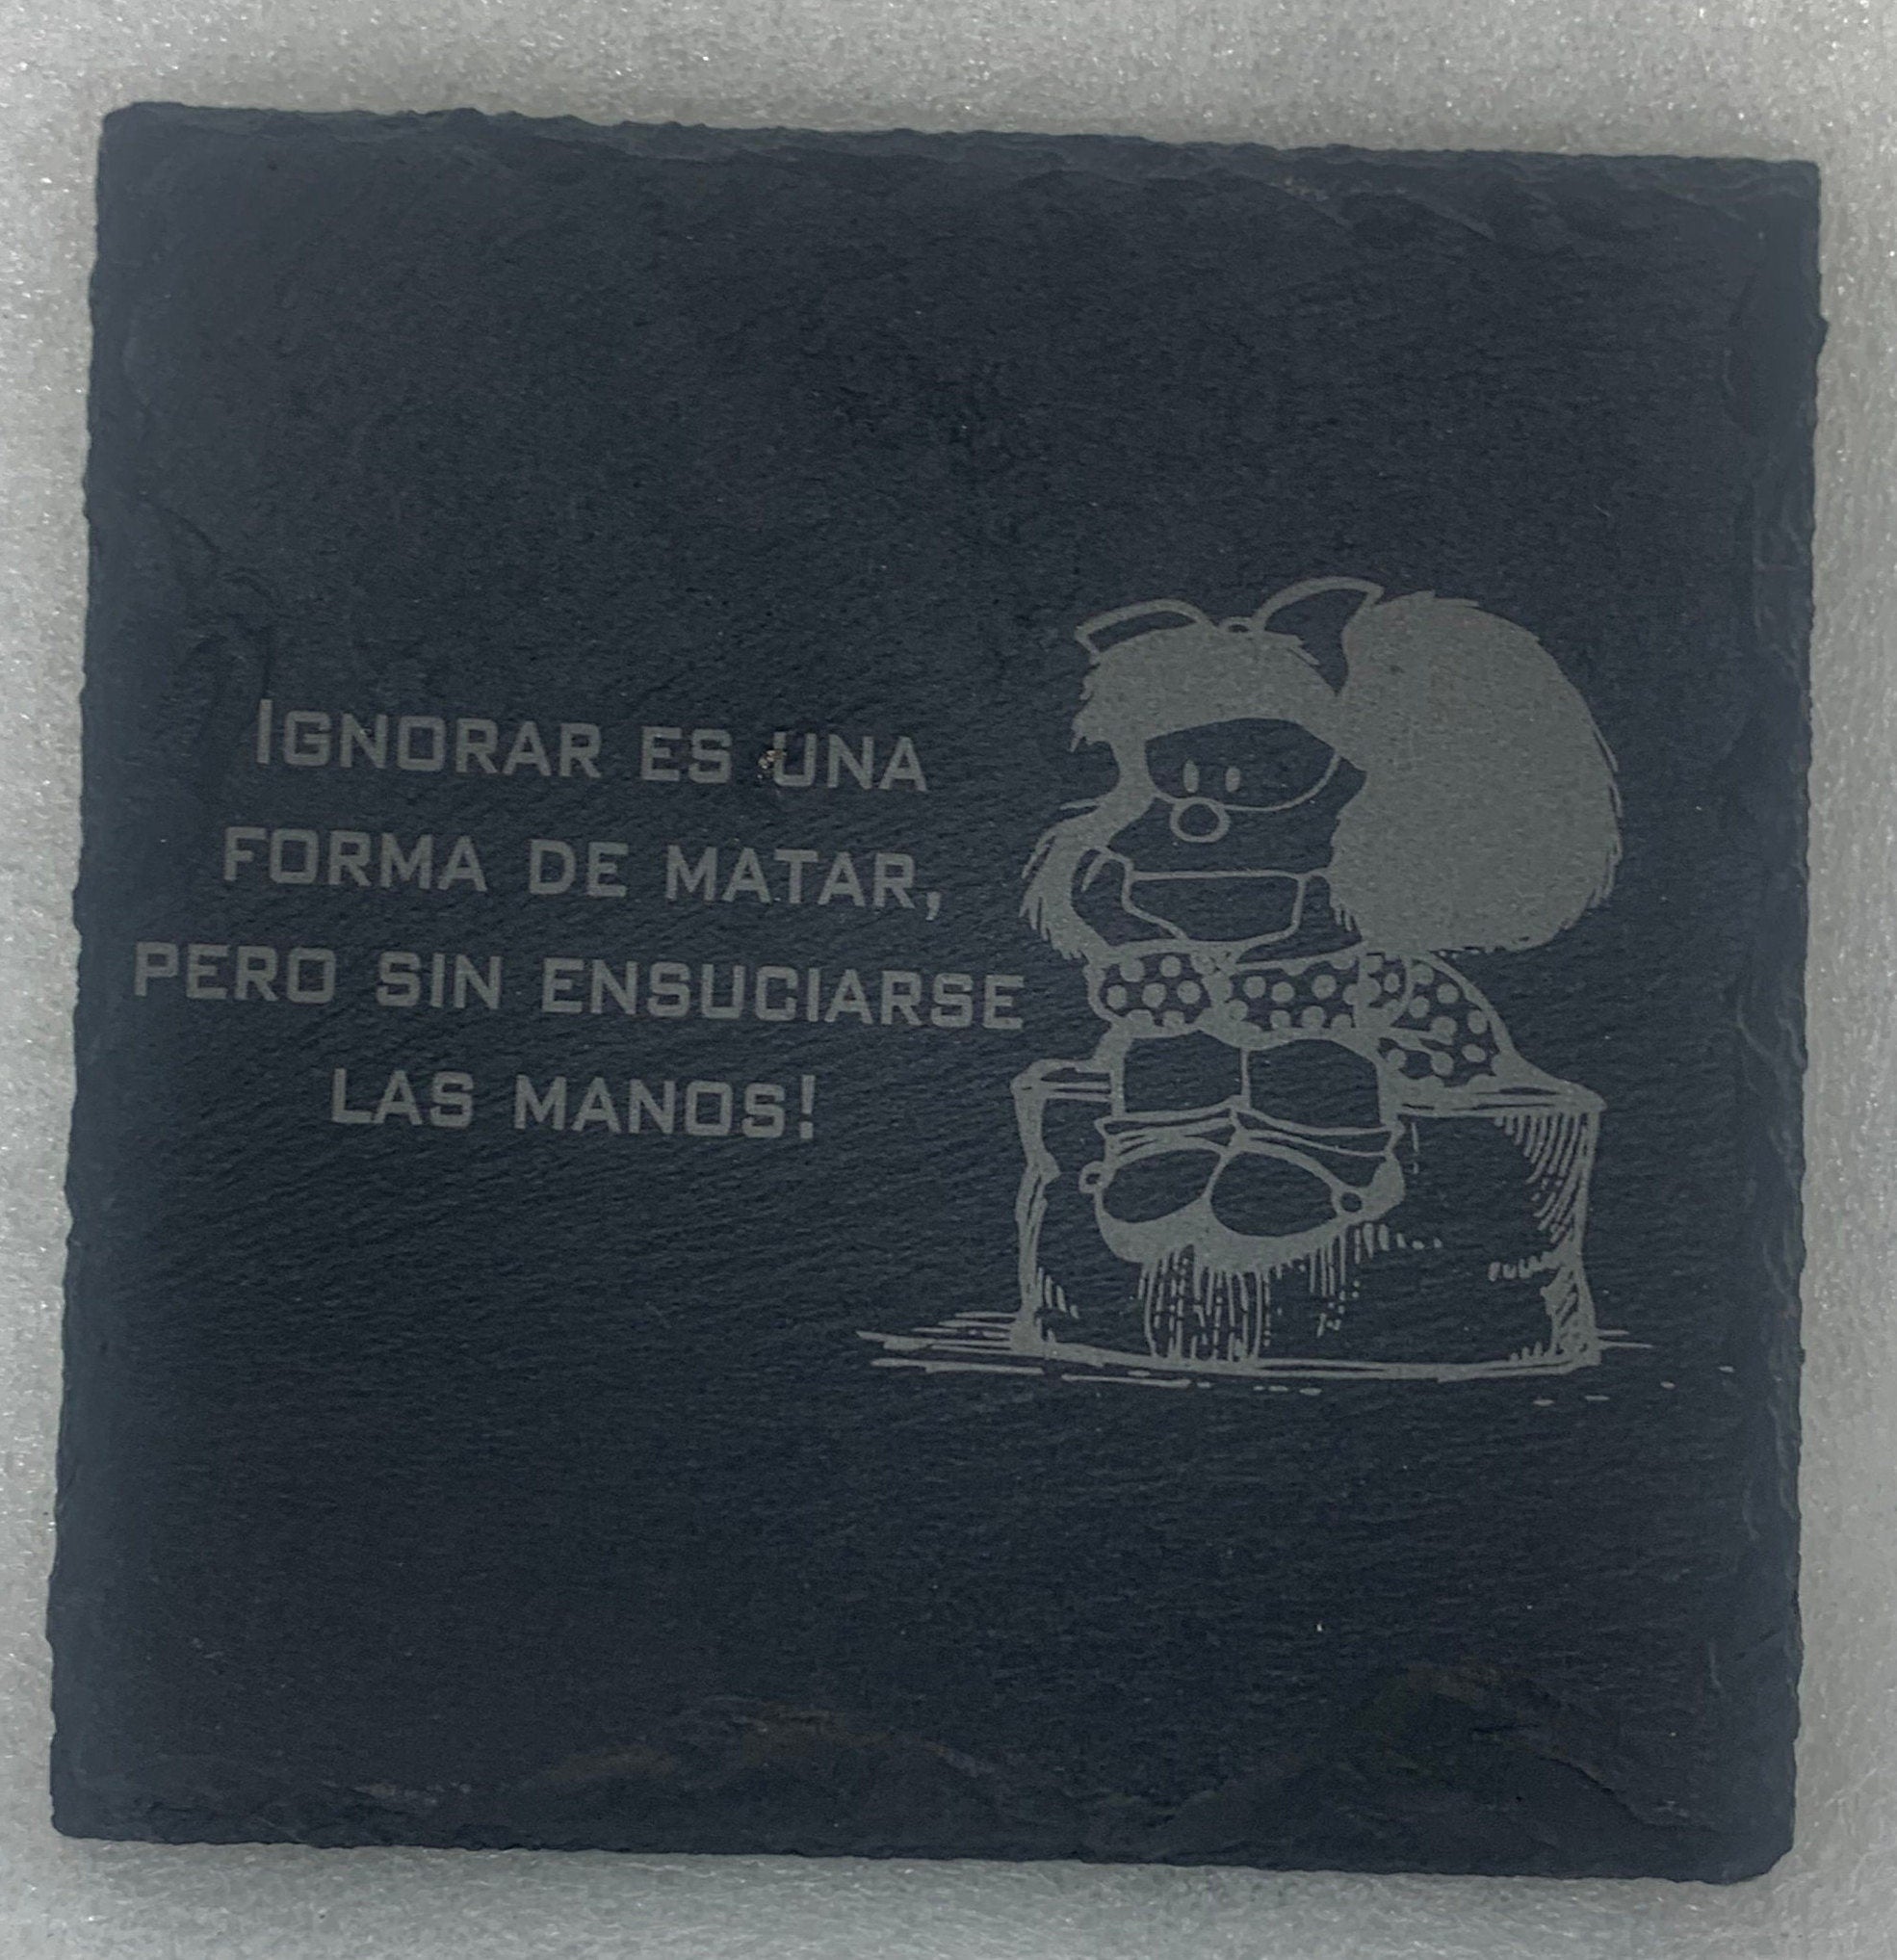 IGNORAR ES UNA
FORMA DE MATAR,
PERO SIN ENSUCIARSE
LAS MANOS!